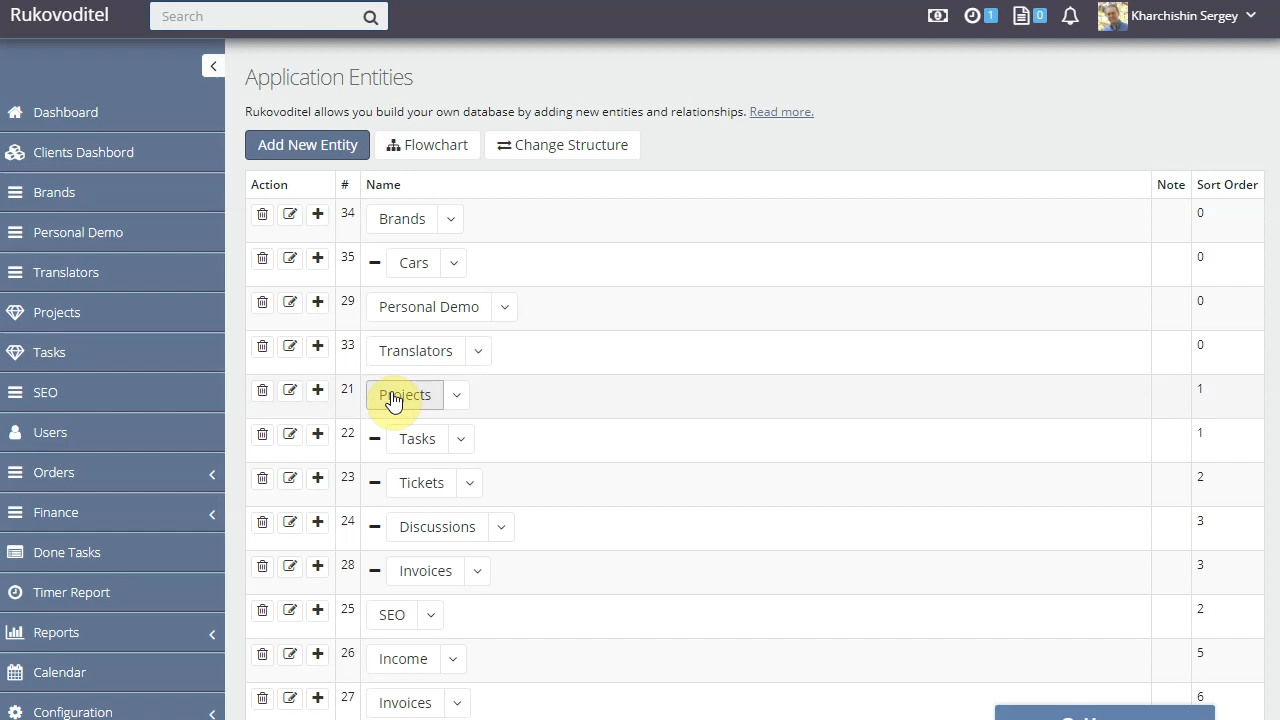 Rukovoditel
Search
1
0
Kharchishin Sergey
Dashboard
Clients Dashbord
Brands
Personal Demo
Translators
Projects
Tasks
SEO
Users
Orders
Finance
Done Tasks
Timer Report
Reports
Calendar
Configuration
Application Entities
Rukovoditel allows you build your own database by adding new entities and relationships. Read more.
Add New Entity Flowchart Change Structure
Action # Name Note Sort Order
34 Brands 0
35 Cars 0
29 Personal Demo 0
33 Translators 0
21 Projects 1
22 Tasks 1
23 Tickets 2
24 Discussions 3
28 Invoices 3
25 SEO 2
26 Income 5
27 Invoices 6